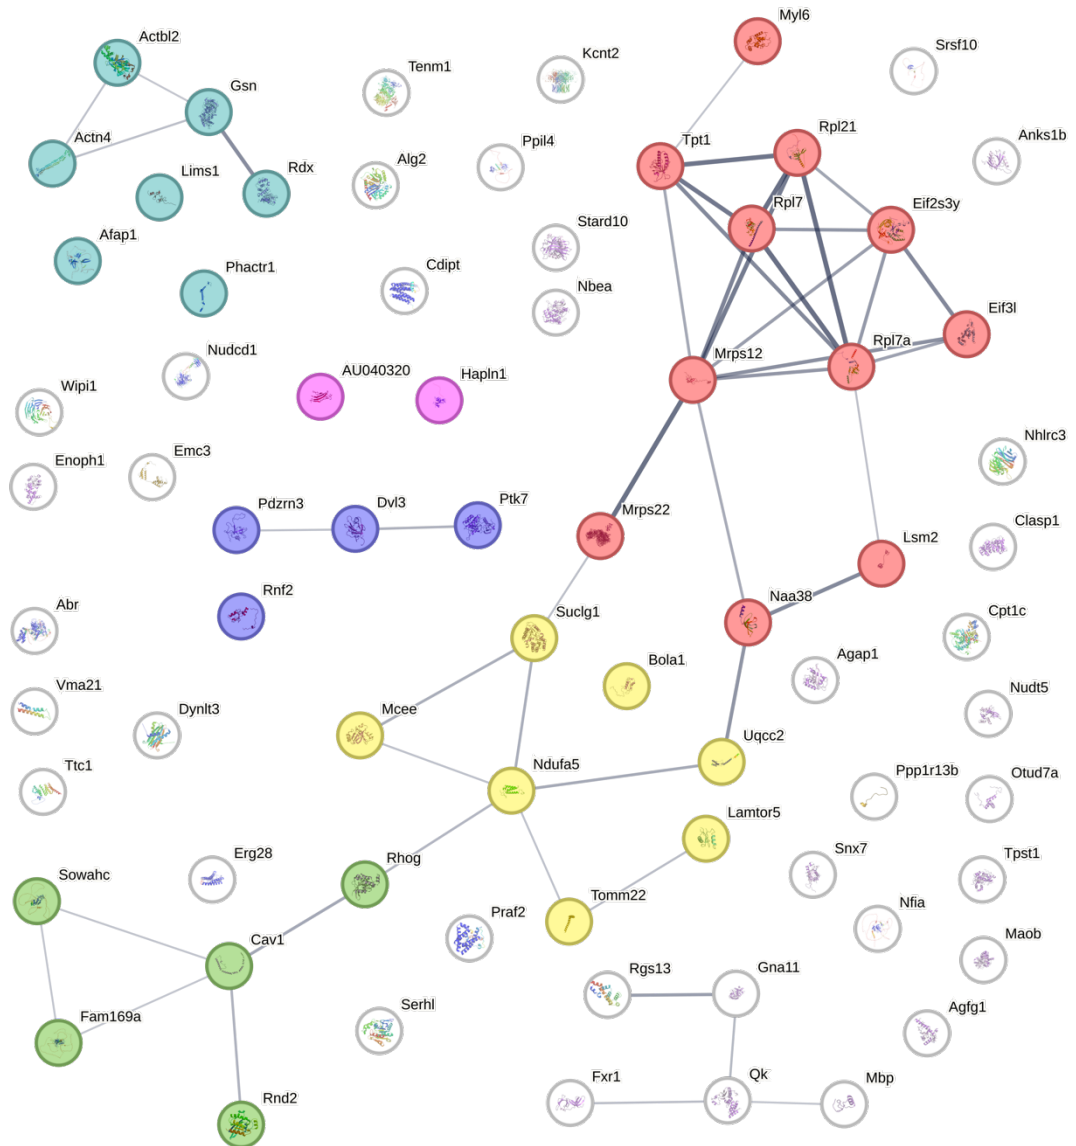 Myl6
Actbl2
Srsf10
Kcnt2
Tenm1
Gsn
Tpt1
Rpl21
Actn4
Ppil4
Anks1b
Alg2
Lims1
Rdx
Rpl7
Eif2s3y
Stard10
Afap1
Phactr1
Cdipt
Nbea
Eif3l
Rpl7a
Mrps12
Nudcd1
AU040320
Hapln1
Wipi1
Nhlrc3
Enoph1
Emc3
Ptk7
Pdzrn3
Dvl3
Mrps22
Clasp1
Lsm2
Rnf2
Naa38
Abr
Suclg1
Cpt1c
Agap1
Bola1
Vma21
Dynlt3
Mcee
Nudt5
Uqcc2
Ttc1
Ndufa5
Ppp1r13b
Otud7a
Lamtor5
Erg28
Snx7
Sowahc
Rhog
Tpst1
Tomm22
Nfia
Praf2
Cav1
Maob
Rgs13
Gna11
Fam169a
Serhl
Agfg1
Fxr1
Qk
Mbp
Rnd2